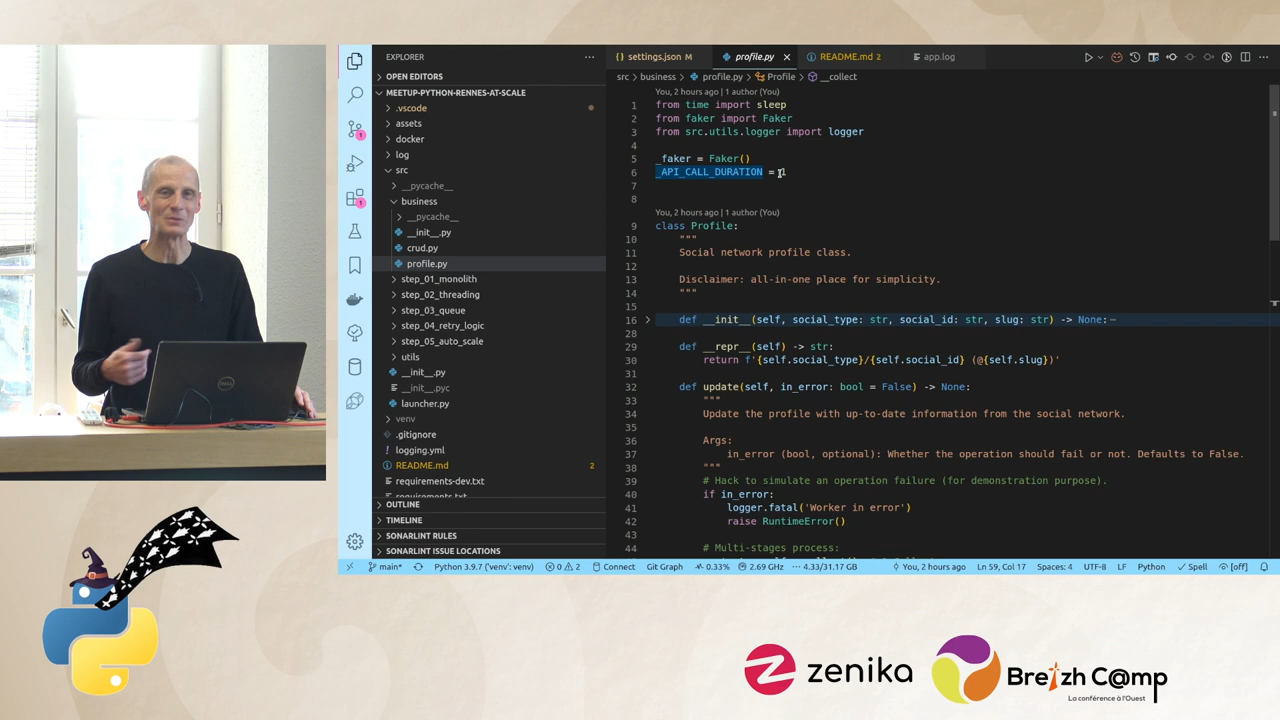 EXPLORER
OPEN EDITORS
MEETUP-PYTHON-RENNES-AT-SCALE
.vscode
assets
docker
log
src
__pycache__
business
__pycache__
__init__.py
crud.py
profile.py
step_01_monolith
step_02_threading
step_03_queue
step_04_retry_logic
step_05_auto_scale
utils
__init__.py
__init__.pyc
launcher.py
venv
.gitignore
logging.yml
README.md 2
requirements-dev.txt
requirements.txt
OUTLINE
TIMELINE
SONARLINT RULES
SONARLINT ISSUE LOCATIONS
settings.json M profile.py README.md 2 app.log
src > business > profile.py > Profile > __collect
You, 2 hours ago | 1 author (You)
1 from time import sleep
2 from faker import Faker
3 from src.utils.logger import logger
4
5 _faker = Faker()
6 _API_CALL_DURATION = 1
7
8
You, 2 hours ago | 1 author (You)
9 class Profile:
10 """
11 Social network profile class.
12
13 Disclaimer: all-in-one place for simplicity.
14 """
15
16 def __init__(self, social_type: str, social_id: str, slug: str) -> None:
28
29 def __repr__(self) -> str:
30 return f'{self.social_type}/{self.social_id} (@{self.slug})'
31
32 def update(self, in_error: bool = False) -> None:
33 """
34 Update the profile with up-to-date information from the social network.
35
36 Args:
37 in_error (bool, optional): Whether the operation should fail or not. Defaults to False.
38 """
39 # Hack to simulate an operation failure (for demonstration purpose).
40 if in_error:
41 logger.fatal('Worker in error')
42 raise RuntimeError()
43
44 # Multi-stages process:
main* Python 3.9.7 ('venv': venv) 0 2 Connect Git Graph 0.33% 2.69 GHz 4.33/31.17 GB You, 2 hours ago Ln 59, Col 17 Spaces: 4 UTF-8 LF Python Spell [off]
DELL
zenika
Breizh C@mp
La conférence à l'Ouest